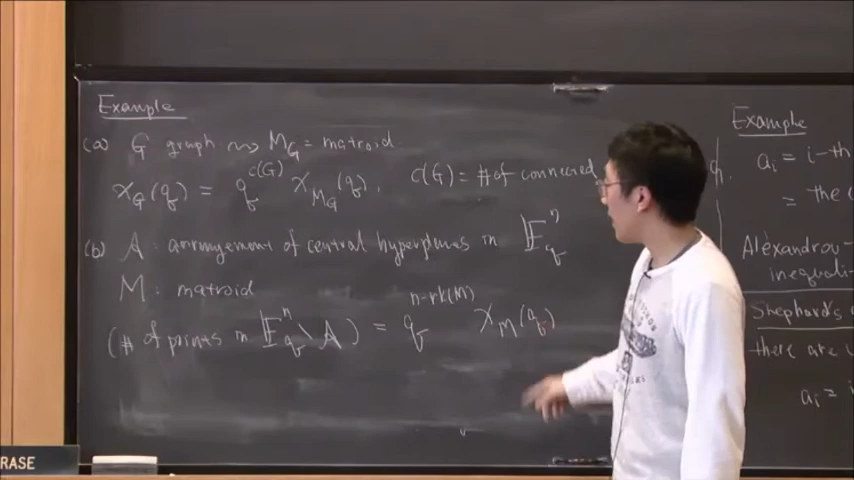 Example
(a) G graph ⇝ M_G = matroid
χ_G(q) = q^{c(G)} χ_{M_G}(q). c(G) = # of connected
(b) A = arrangement of central hyperplanes in F_q^n
M = matroid
(# of points in F_q^n \ A) = q^{n-rk(M)} χ_M(q)
Example
a_i = i-th
= the
Alexandrov-
inequali
Shephard's
there are
a_i =
RASE